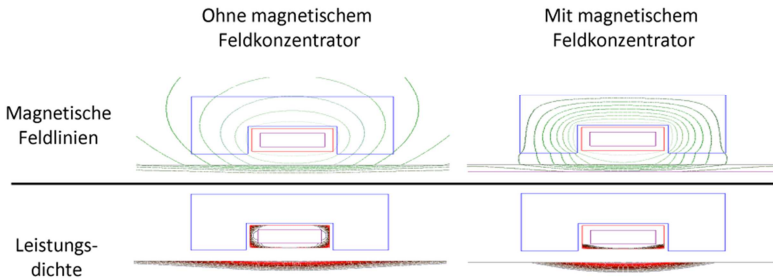 Ohne magnetischem
Feldkonzentrator
Mit magnetischem
Feldkonzentrator
Magnetische
Feldlinien
Leistungs-
dichte